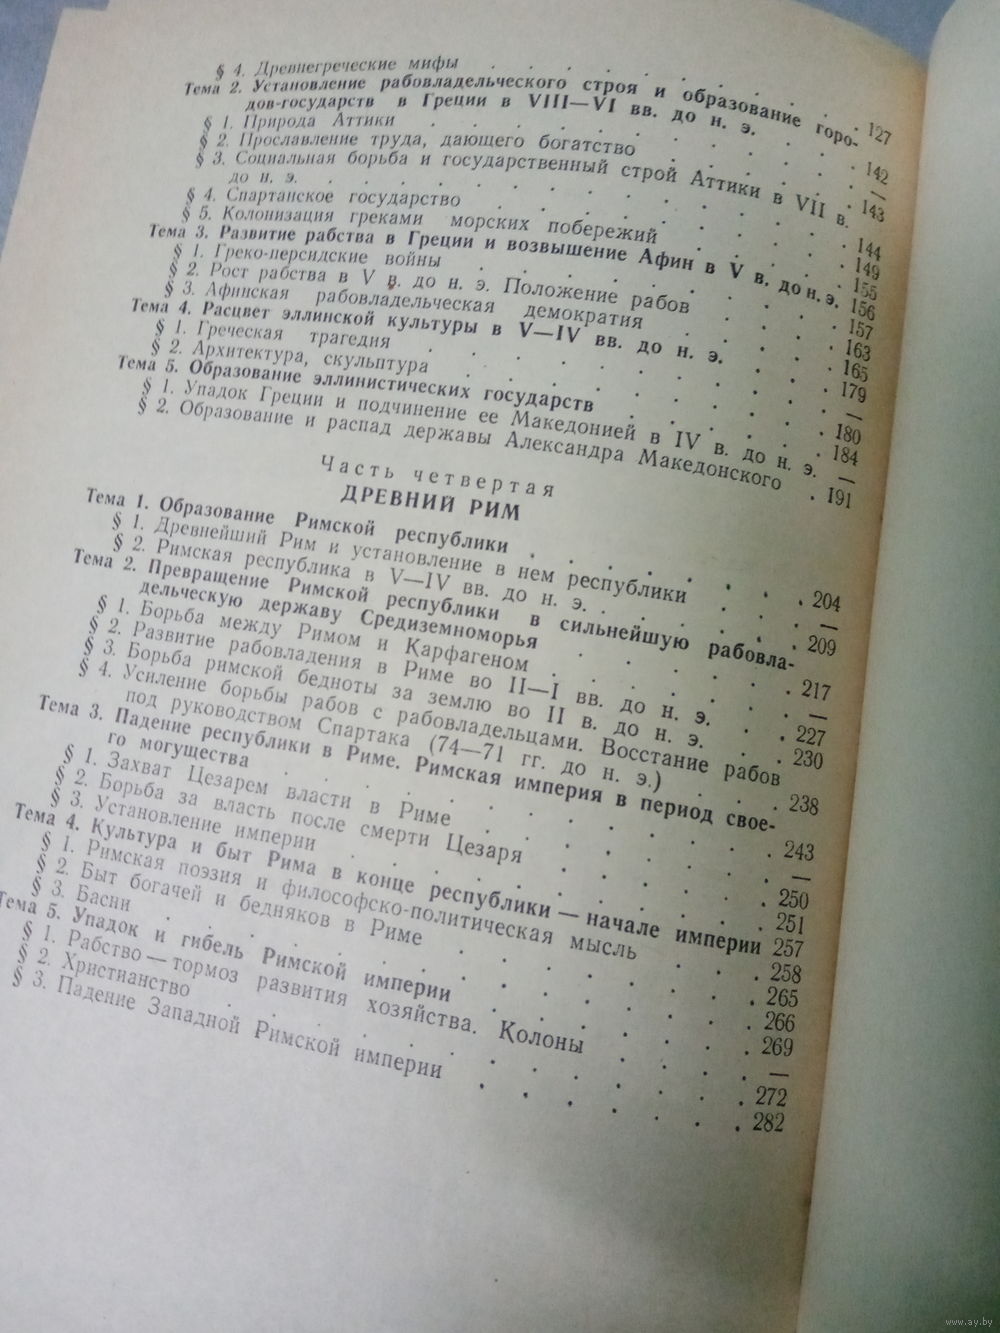 § 4. Древнегреческие мифы . . . . . . . . 127
Тема 2. Установление рабовладельческого строя и образование горо-
дов-государств в Греции в VIII—VI вв. до н. э. . . . 142
§ 1. Природа Аттики . . . . . . . . —
§ 2. Прославление труда, дающего богатство . . . . 143
§ 3. Социальная борьба и государственный строй Аттики в VII в.
до н. э. . . . . . . . . . . 144
§ 4. Спартанское государство . . . . . . . 149
§ 5. Колонизация греками морских побережий . . . . 155
Тема 3. Развитие рабства в Греции и возвышение Афин в V в. до н. э. 156
§ 1. Греко-персидские войны . . . . . . . 157
§ 2. Рост рабства в V в. до н. э. Положение рабов . . . 163
§ 3. Афинская рабовладельческая демократия . . . . 165
Тема 4. Расцвет эллинской культуры в V—IV вв. до н. э. . . . 179
§ 1. Греческая трагедия . . . . . . . . —
§ 2. Архитектура, скульптура . . . . . . . 180
Тема 5. Образование эллинистических государств . . . . 184
§ 1. Упадок Греции и подчинение ее Македонией в IV в. до н. э. —
§ 2. Образование и распад державы Александра Македонского . 191
Часть четвертая
ДРЕВНИЙ РИМ
Тема 1. Образование Римской республики . . . . . . 204
§ 1. Древнейший Рим и установление в нем республики . . —
§ 2. Римская республика в V—IV вв. до н. э. . . . . 209
Тема 2. Превращение Римской республики в сильнейшую рабовла-
дельческую державу Средиземноморья . . . . . 217
§ 1. Борьба между Римом и Карфагеном . . . . . —
§ 2. Развитие рабовладения в Риме во II—I вв. до н. э. . . 227
§ 3. Борьба римской бедноты за землю во II в. до н. э. . . 230
§ 4. Усиление борьбы рабов с рабовладельцами. Восстание рабов
под руководством Спартака (74—71 гг. до н. э.) . . . 238
Тема 3. Падение республики в Риме. Римская империя в период свое-
го могущества . . . . . . . . . 243
§ 1. Захват Цезарем власти в Риме . . . . . . —
§ 2. Борьба за власть после смерти Цезаря . . . . 250
§ 3. Установление империи . . . . . . . 251
Тема 4. Культура и быт Рима в конце республики — начале империи 257
§ 1. Римская поэзия и философско-политическая мысль . . . 258
§ 2. Быт богачей и бедняков в Риме . . . . . . 265
§ 3. Басни . . . . . . . . . . 266
Тема 5. Упадок и гибель Римской империи . . . . . 269
§ 1. Рабство — тормоз развития хозяйства. Колоны . . . —
§ 2. Христианство . . . . . . . . . 272
§ 3. Падение Западной Римской империи . . . . . 282
www.ay.by